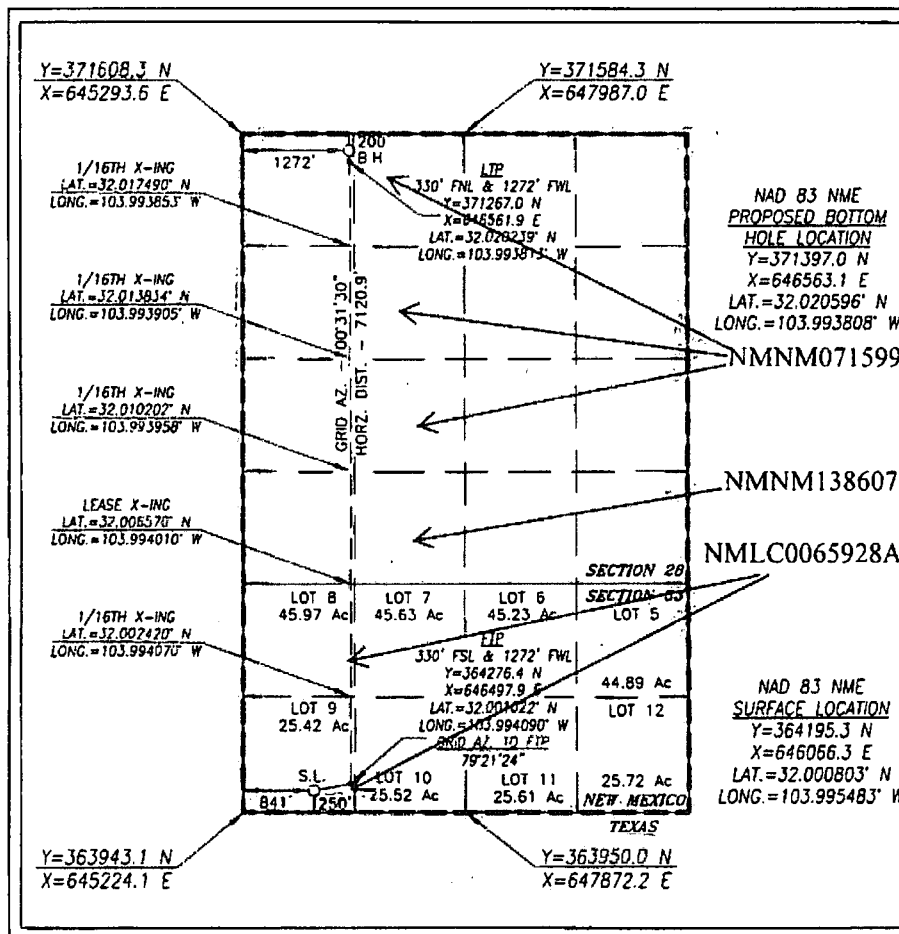 Y=371608.3 N
X=645293.6 E
Y=371584.3 N
X=647987.0 E
200
B H
1272'
1/16TH X-ING
LAT.=32.017490° N
LONG.=103.993853° W
LTP
330' FNL & 1272' FWL
Y=371267.0 N
X=646561.9 E
LAT.=32.020239° N
LONG.=103.993813° W
NAD 83 NME
PROPOSED BOTTOM
HOLE LOCATION
Y=371397.0 N
X=646563.1 E
LAT.=32.020596° N
LONG.=103.993808° W
1/16TH X-ING
LAT.=32.013834° N
LONG.=103.993905° W
GRID AZ. - 00°31'30"
HORZ. DIST. - 7120.9'
NMNM071599
1/16TH X-ING
LAT.=32.010202° N
LONG.=103.993958° W
NMNM138607
LEASE X-ING
LAT.=32.006570° N
LONG.=103.994010° W
NMLC0065928A
SECTION 28
SECTION 33
LOT 8
45.97 Ac
LOT 7
45.63 Ac
LOT 6
45.23 Ac
LOT 5
44.89 Ac
1/16TH X-ING
LAT.=32.002420° N
LONG.=103.994070° W
FTP
330' FSL & 1272' FWL
Y=364276.4 N
X=646497.9 E
LAT.=32.001022° N
LONG.=103.994090° W
GRID AZ. TO FTP
79°21'24"
LOT 9
25.42 Ac
LOT 12
25.72 Ac
NAD 83 NME
SURFACE LOCATION
Y=364195.3 N
X=646066.3 E
LAT.=32.000803° N
LONG.=103.995483° W
S.L.
LOT 10
25.52 Ac
LOT 11
25.61 Ac
841'
250'
NEW MEXICO
TEXAS
Y=363943.1 N
X=645224.1 E
Y=363950.0 N
X=647872.2 E